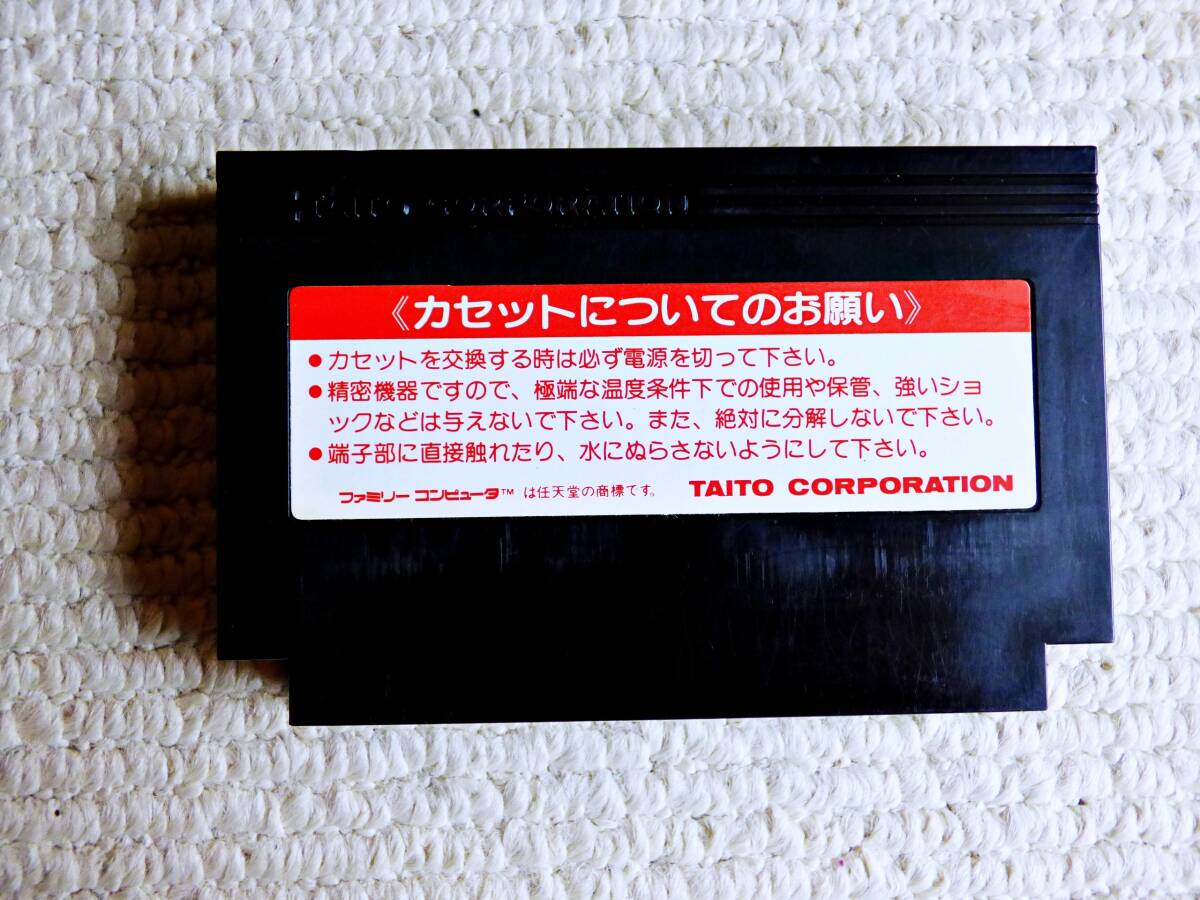 TAITO CORPORATION
《カセットについてのお願い》
●カセットを交換する時は必ず電源を切って下さい。
●精密機器ですので、極端な温度条件下での使用や保管、強いショ
ックなどは与えないで下さい。また、絶対に分解しないで下さい。
●端子部に直接触れたり、水にぬらさないようにして下さい。
ファミリーコンピュータ™ は任天堂の商標です。 TAITO CORPORATION